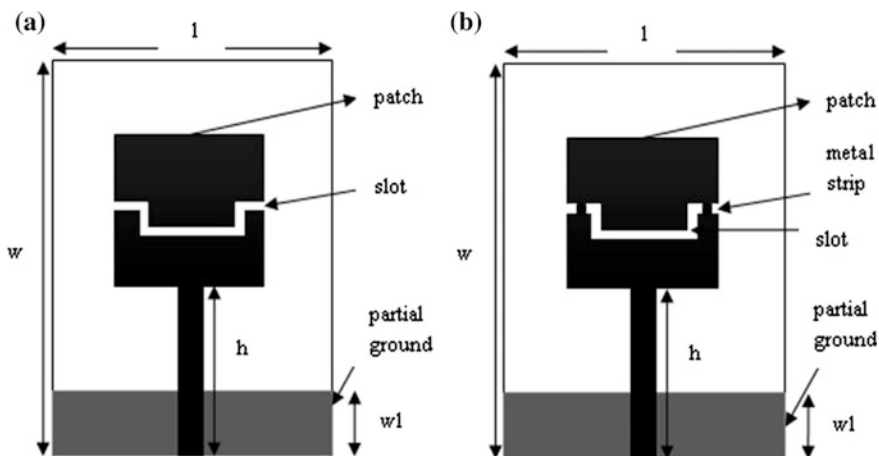 (a)
l
patch
slot
w
partial
ground
h
w1
(b)
l
patch
metal
strip
slot
w
partial
ground
h
w1